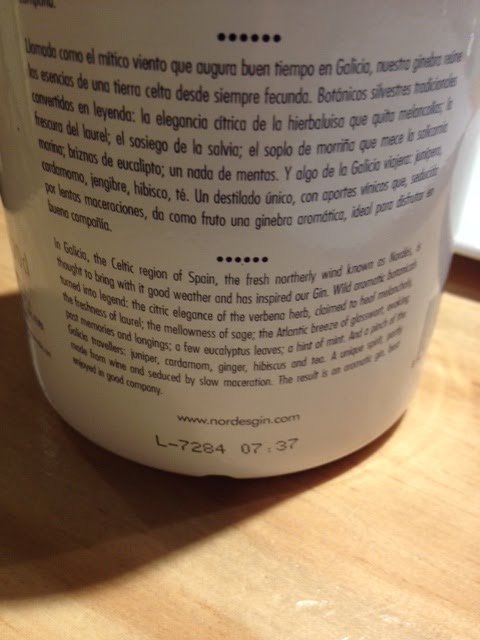 compañía.
Llamada como el mítico viento que augura buen tiempo en Galicia, nuestra ginebra reúne
las esencias de una tierra celta desde siempre fecunda. Botánicos silvestres tradicionales
convertidos en leyenda: la elegancia cítrica de la hierbaluisa que quita melancolías; la
frescura del laurel; el sosiego de la salvia; el soplo de morriña que mece la salicornia
marina; briznas de eucalipto; un nada de mentas. Y algo de la Galicia viajera: junípero,
cardamomo, jengibre, hibisco, té. Un destilado único, con aportes vínicos que, seducido
por lentas maceraciones, da como fruto una ginebra aromática, ideal para disfrutar en
buena compañía.
In Galicia, the Celtic region of Spain, the fresh northerly wind known as Nordés, is
thought to bring with it good weather and has inspired our Gin. Wild aromatic botanicals
turned into legend: the citric elegance of the verbena herb, claimed to heal melancholy,
the freshness of laurel; the mellowness of sage; the Atlantic breeze of glasswort, evoking
past memories and longings; a few eucalyptus leaves; a hint of mint. And a pinch of the
Galicia travellers: juniper, cardamom, ginger, hibiscus and tea. A unique spirit, partly
made from wine and seduced by slow maceration. The result is an aromatic gin, best
enjoyed in good company.
www.nordesgin.com
L-7284 07:37